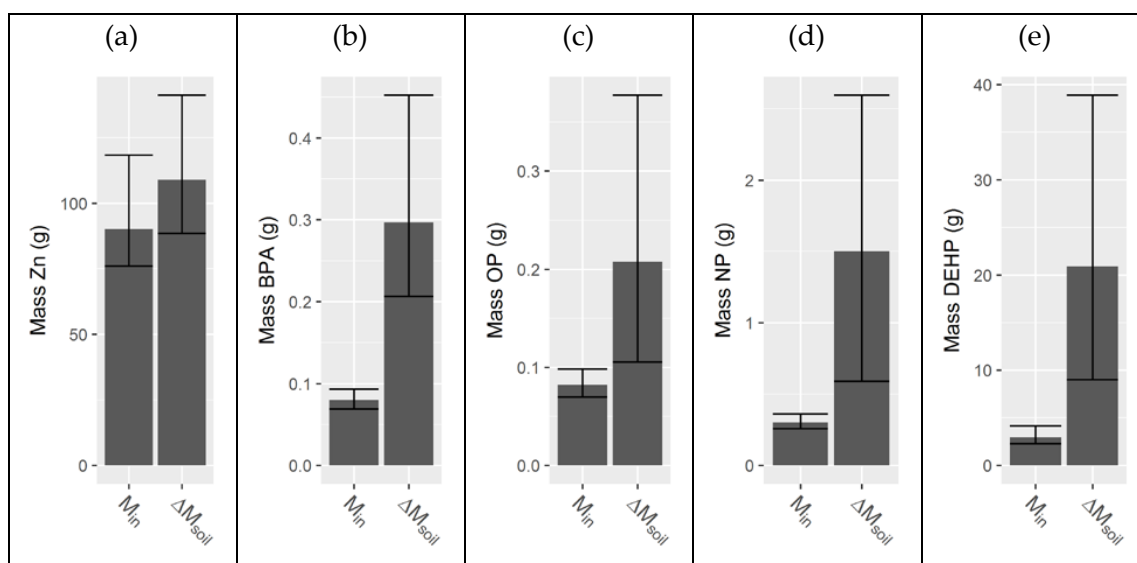 (a)
Mass Zn (g)
100
50
0
M_in
ΔM_soil
(b)
Mass BPA (g)
0.4
0.3
0.2
0.1
0.0
M_in
ΔM_soil
(c)
Mass OP (g)
0.3
0.2
0.1
0.0
M_in
ΔM_soil
(d)
Mass NP (g)
2
1
0
M_in
ΔM_soil
(e)
Mass DEHP (g)
40
30
20
10
0
M_in
ΔM_soil